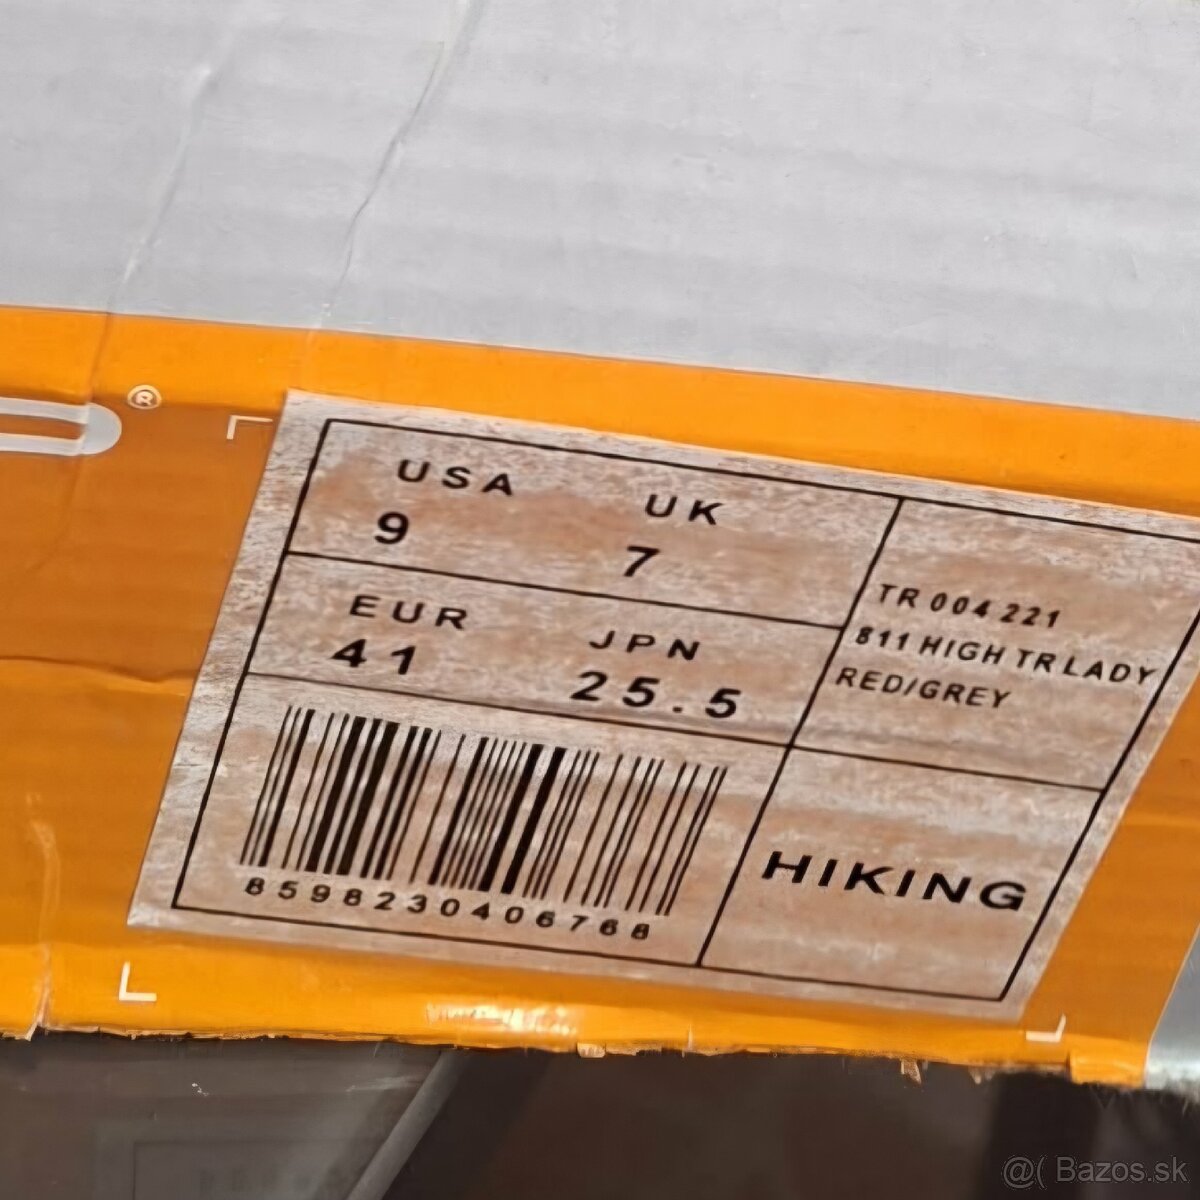 ®
USA UK
9 7
EUR JPN
41 25.5
TR 004 221
811 HIGH TR LADY
RED/GREY
8598230406768
HIKING
@( Bazos.sk